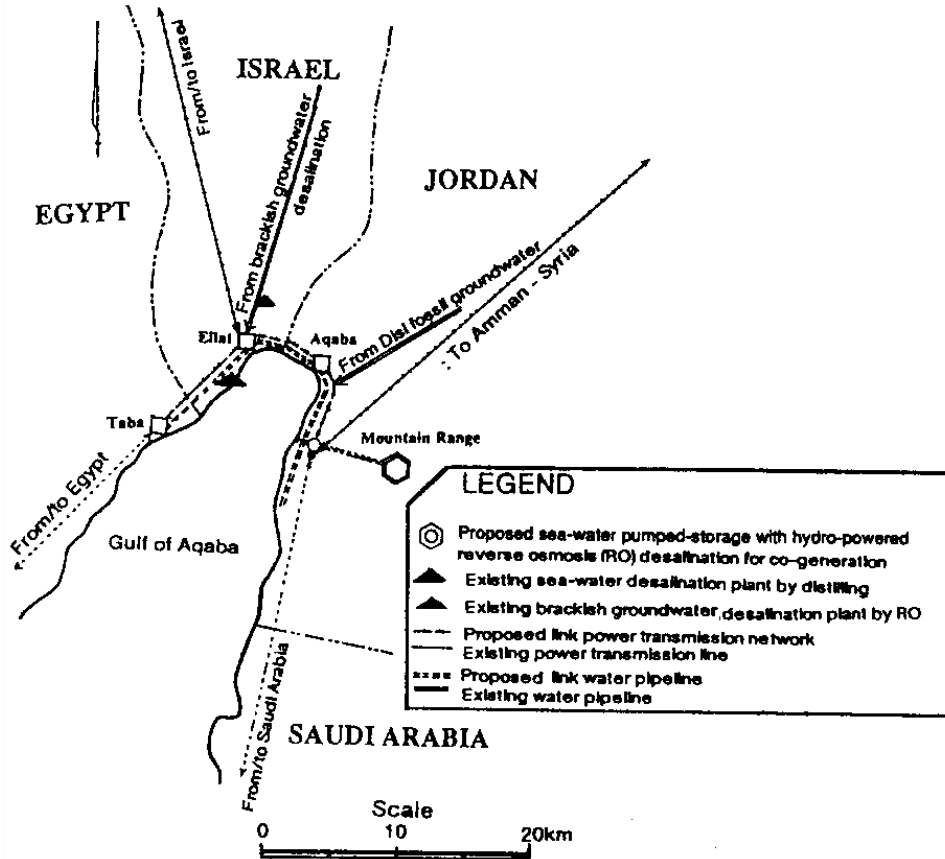 From/to Israel
ISRAEL
From brackish groundwater
desalination
JORDAN
EGYPT
Eilat
Aqaba
From Disi fossil groundwater
: To Amman - Syria
Taba
Mountain Range
From/to Egypt
Gulf of Aqaba
LEGEND
Proposed sea-water pumped-storage with hydro-powered
reverse osmosis (RO) desalination for co-generation
Existing sea-water desalination plant by distilling
Existing brackish groundwater desalination plant by RO
Proposed link power transmission network
Existing power transmission line
Proposed link water pipeline
Existing water pipeline
From/to Saudi Arabia
SAUDI ARABIA
Scale
0 10 20km